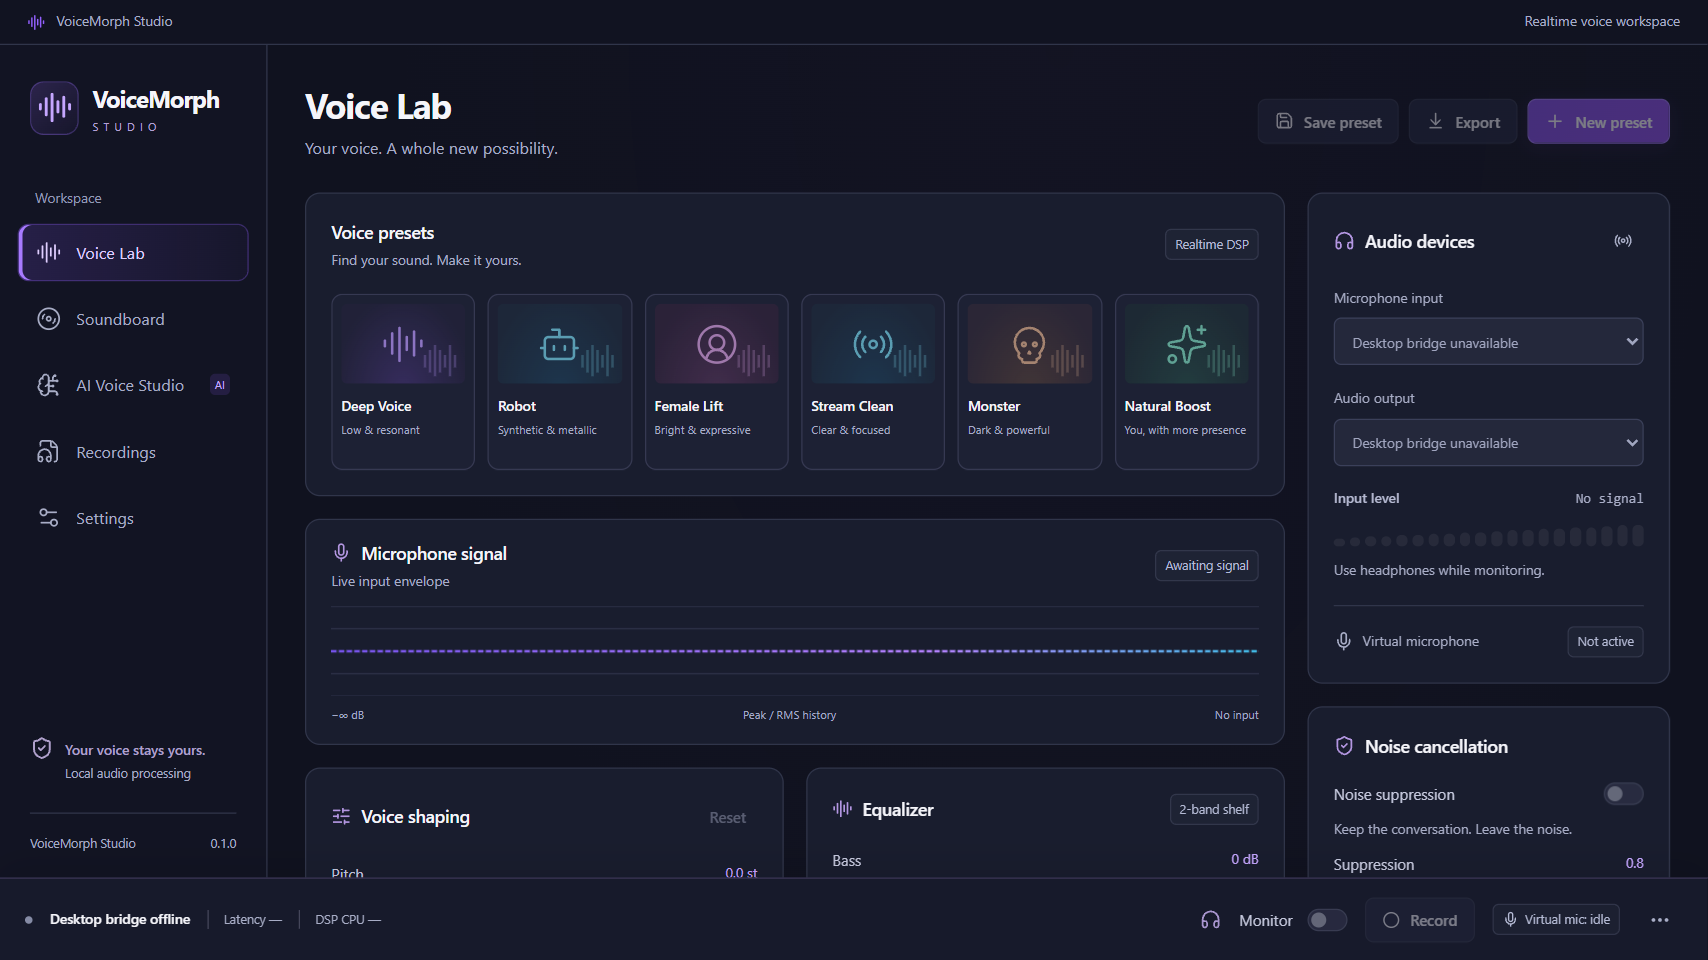 VoiceMorph Studio
Realtime voice workspace
VoiceMorph
STUDIO
Workspace
Voice Lab
Soundboard
AI Voice Studio AI
Recordings
Settings
Your voice stays yours.
Local audio processing
VoiceMorph Studio 0.1.0
Voice Lab
Your voice. A whole new possibility.
Save preset
Export
New preset
Voice presets
Find your sound. Make it yours.
Realtime DSP
Deep Voice
Low & resonant
Robot
Synthetic & metallic
Female Lift
Bright & expressive
Stream Clean
Clear & focused
Monster
Dark & powerful
Natural Boost
You, with more presence
Microphone signal
Live input envelope
Awaiting signal
−∞ dB
Peak / RMS history
No input
Voice shaping
Reset
Pitch 0.0 st
Equalizer
2-band shelf
Bass 0 dB
Audio devices
Microphone input
Desktop bridge unavailable
Audio output
Desktop bridge unavailable
Input level No signal
Use headphones while monitoring.
Virtual microphone Not active
Noise cancellation
Noise suppression
Keep the conversation. Leave the noise.
Suppression 0.8
Desktop bridge offline
Latency —
DSP CPU —
Monitor
Record
Virtual mic: idle